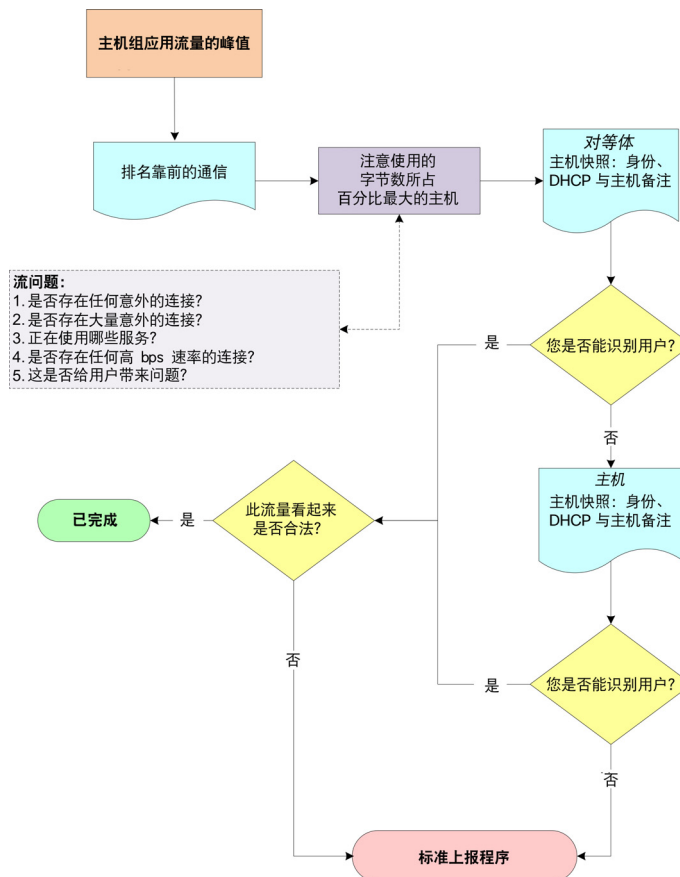 主机组应用流量的峰值
排名靠前的通信
注意使用的
字节数所占
百分比最大的主机
对等体
主机快照：身份、
DHCP 与主机备注
流问题：
1. 是否存在任何意外的连接？
2. 是否存在大量意外的连接？
3. 正在使用哪些服务？
4. 是否存在任何高 bps 速率的连接？
5. 这是否给用户带来问题？
是
您是否能识别用户？
否
主机
主机快照：身份、
DHCP 与主机备注
已完成
是
此流量看起来
是否合法？
否
是
您是否能识别用户？
否
标准上报程序